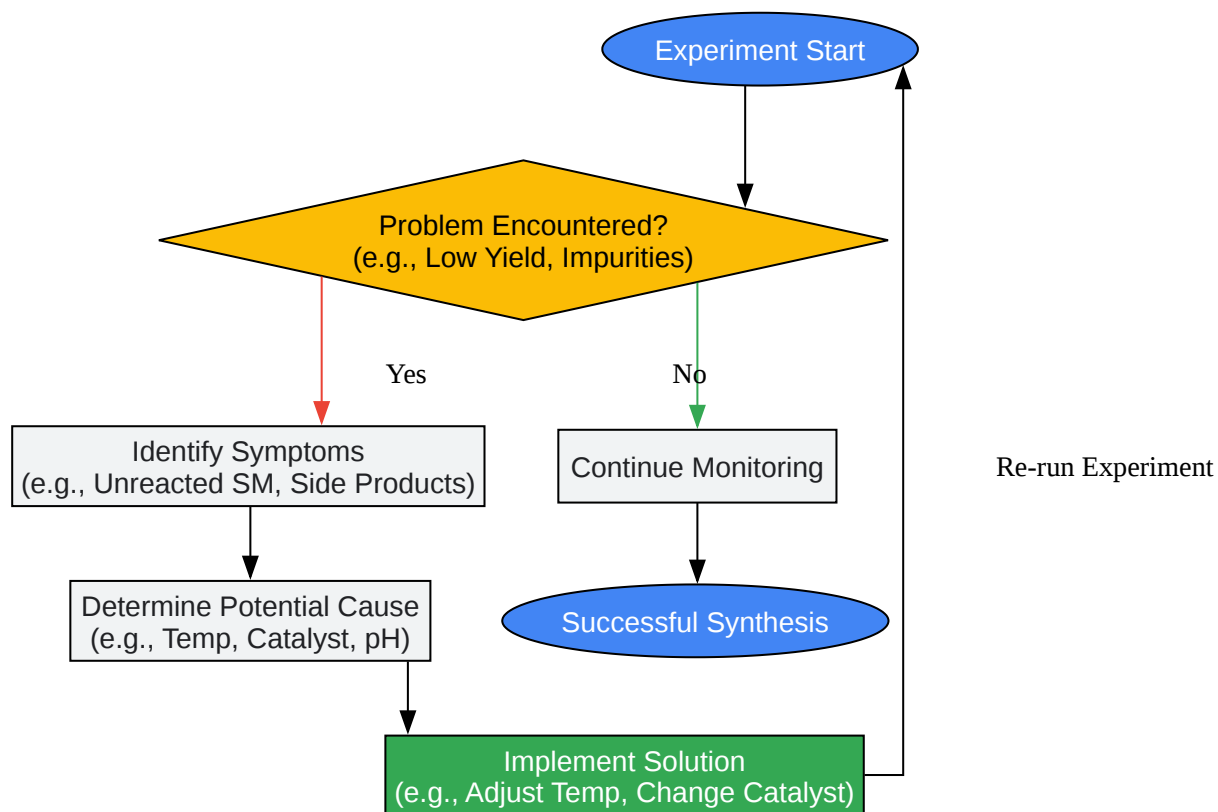 Experiment Start
Problem Encountered?
(e.g., Low Yield, Impurities)
Yes
No
Identify Symptoms
(e.g., Unreacted SM, Side Products)
Continue Monitoring
Re-run Experiment
Determine Potential Cause
(e.g., Temp, Catalyst, pH)
Successful Synthesis
Implement Solution
(e.g., Adjust Temp, Change Catalyst)